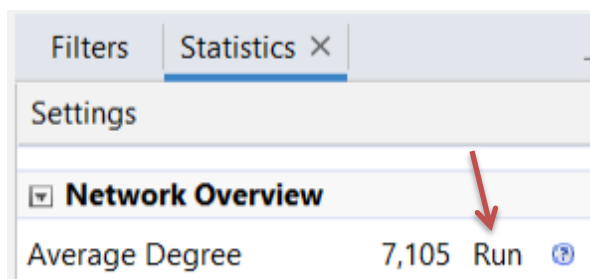 Filters Statistics ×
Settings
Network Overview
Average Degree 7,105 Run